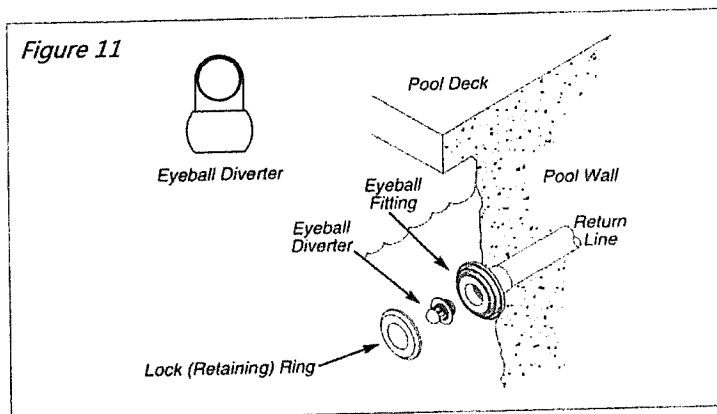 Figure 11
Eyeball Diverter
Pool Deck
Pool Wall
Eyeball
Fitting
Return
Line
Eyeball
Diverter
Lock (Retaining) Ring